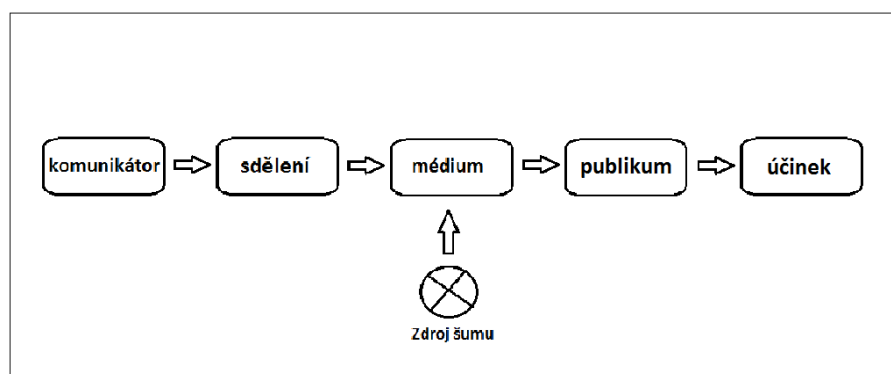 komunikátor
sdělení
médium
publikum
účinek
Zdroj šumu